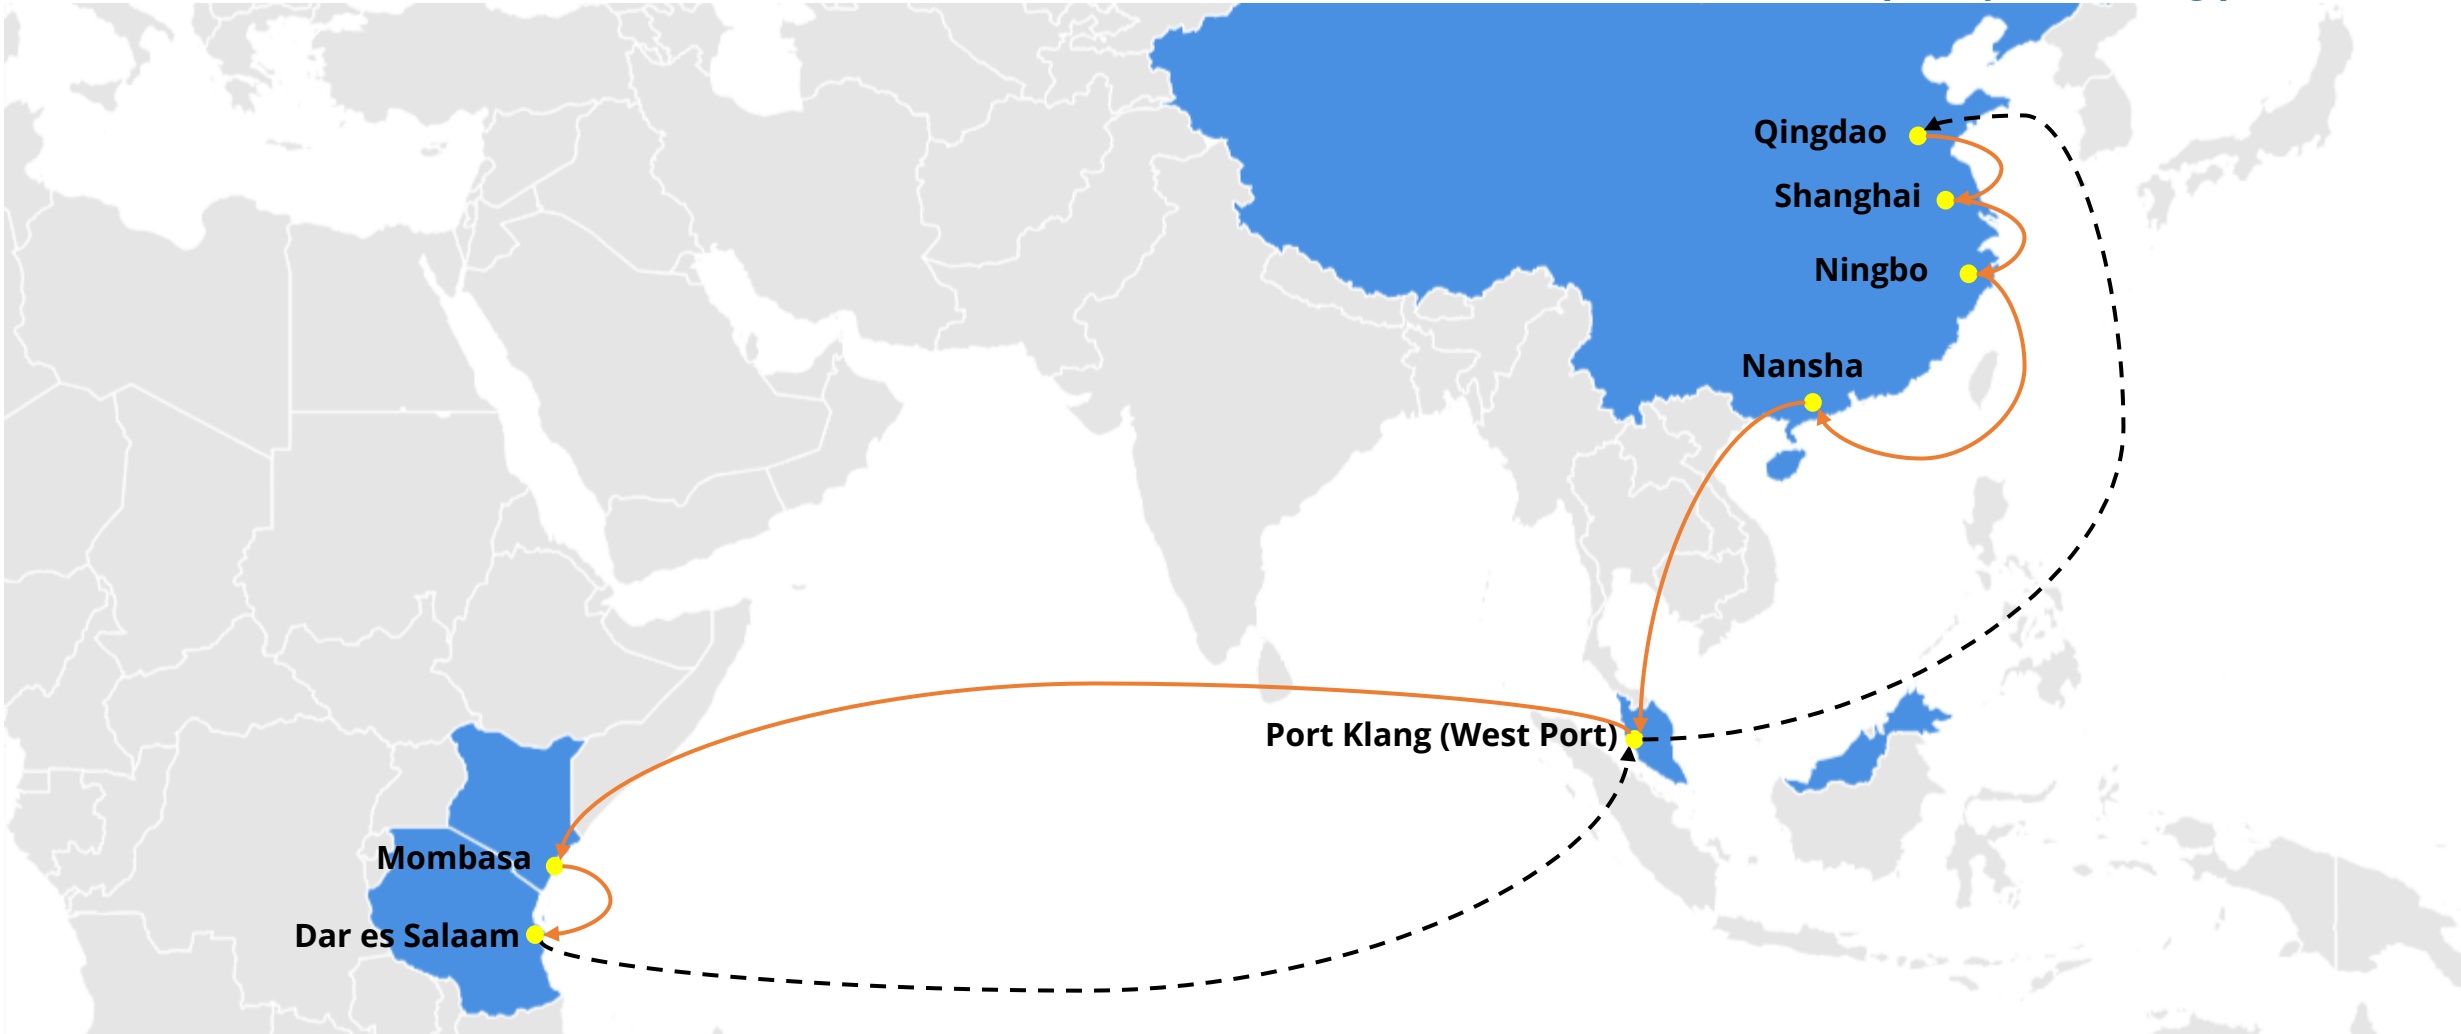 Qingdao
Shanghai
Ningbo
Nansha
Port Klang (West Port)
Mombasa
Dar es Salaam